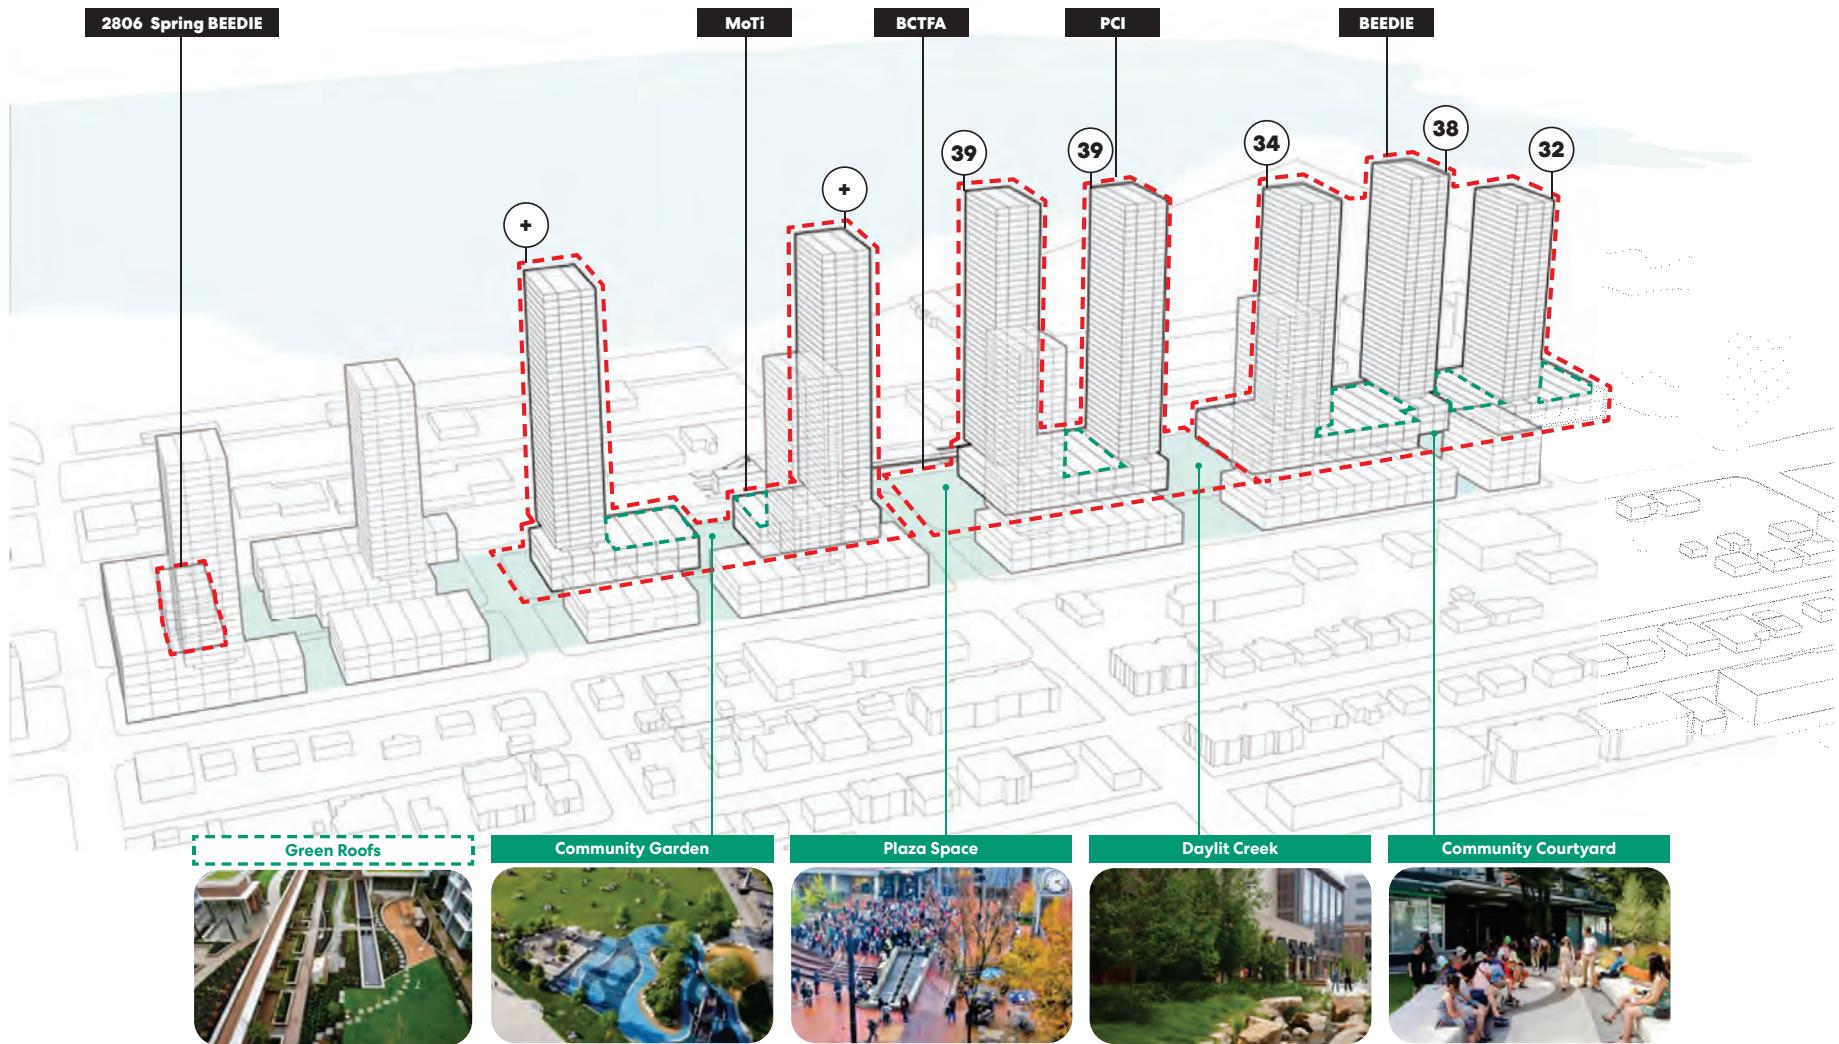 2806 Spring BEEDIE
MoTi
BCTFA
PCI
BEEDIE
+
+
39
39
34
38
32
Green Roofs
Community Garden
Plaza Space
Daylit Creek
Community Courtyard